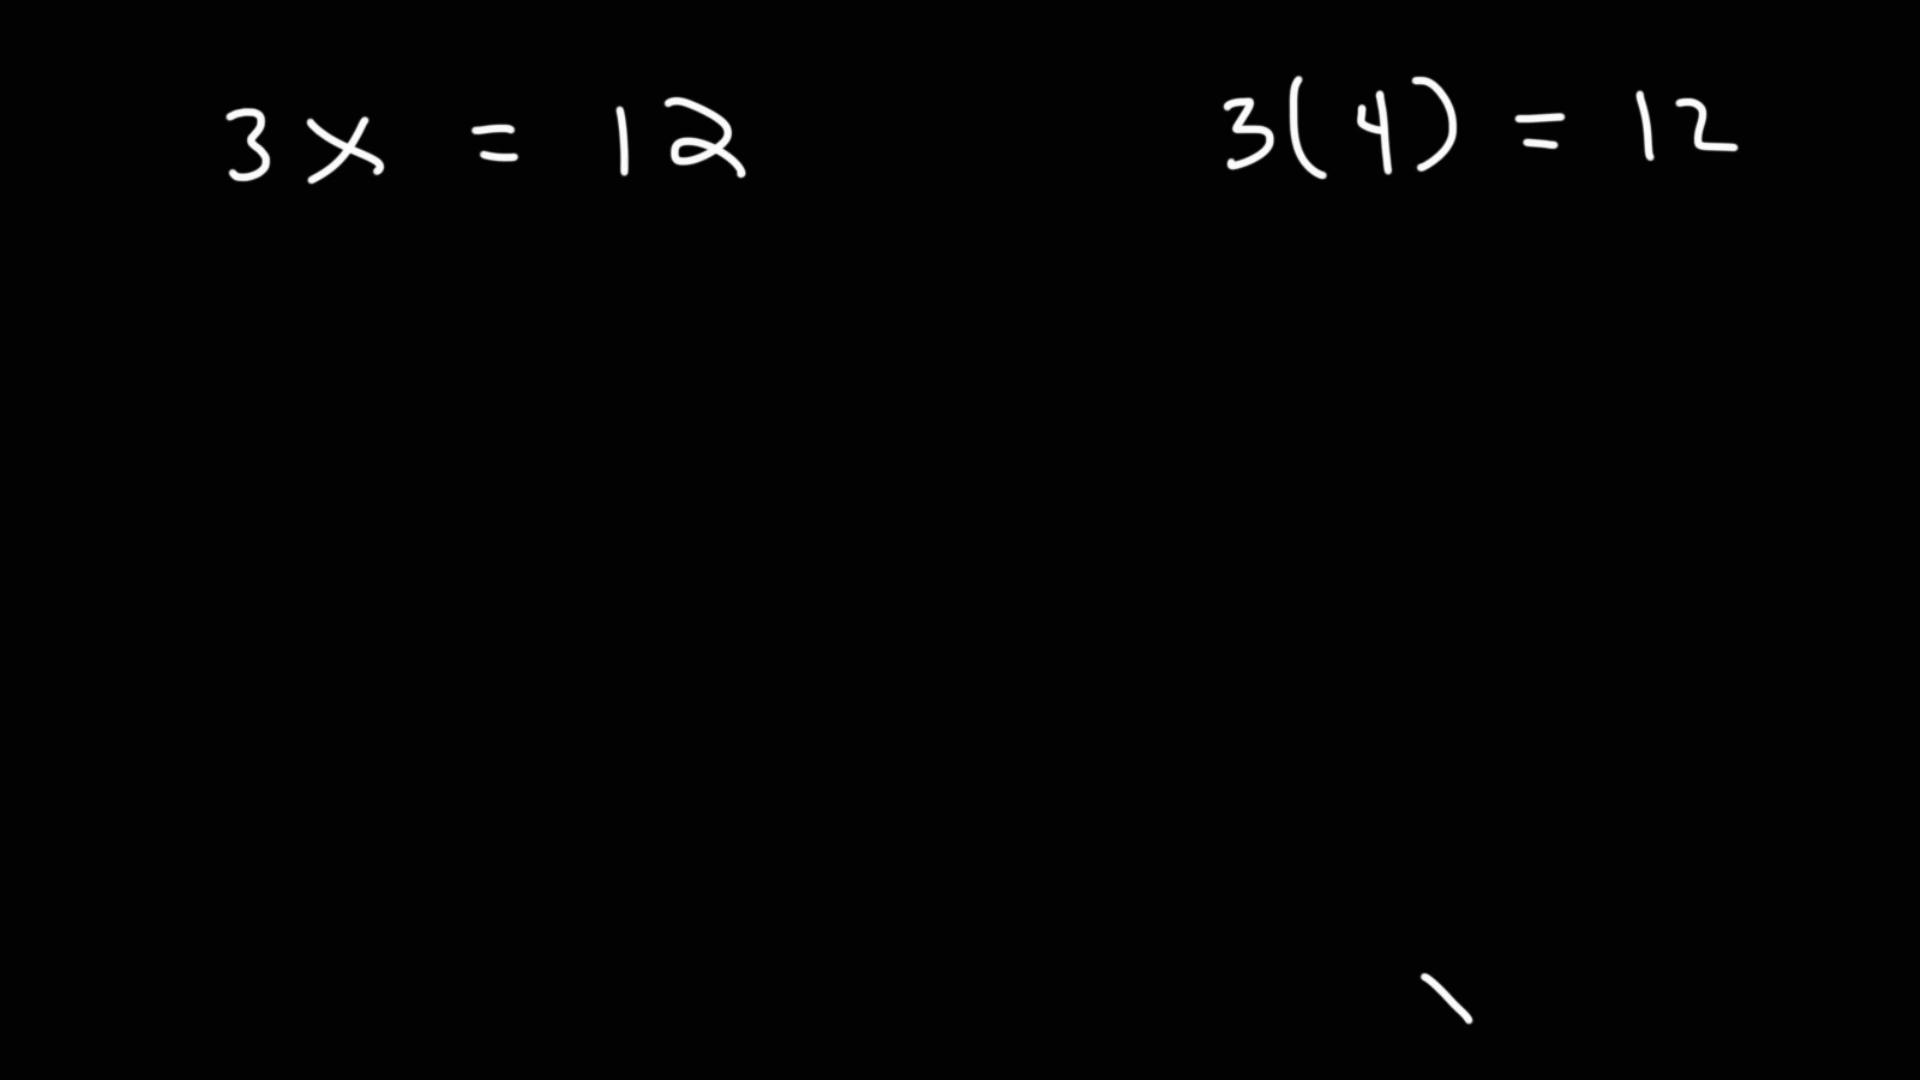 3x = 12
3(4) = 12